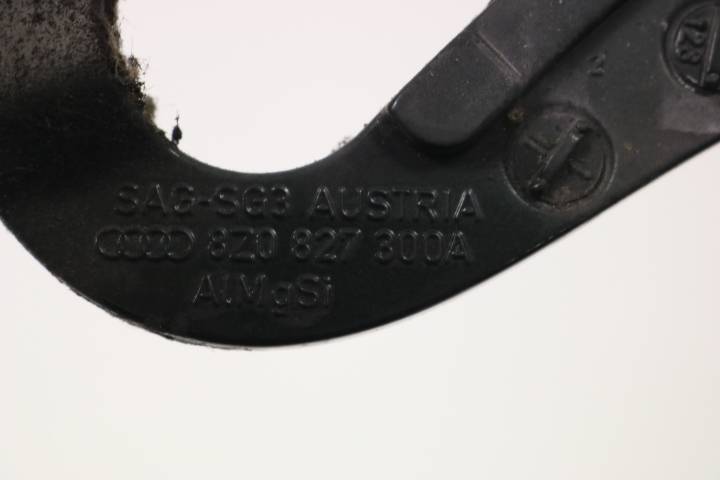 SAG-SG3 AUSTRIA
8Z0 827 300A
AlMgSi